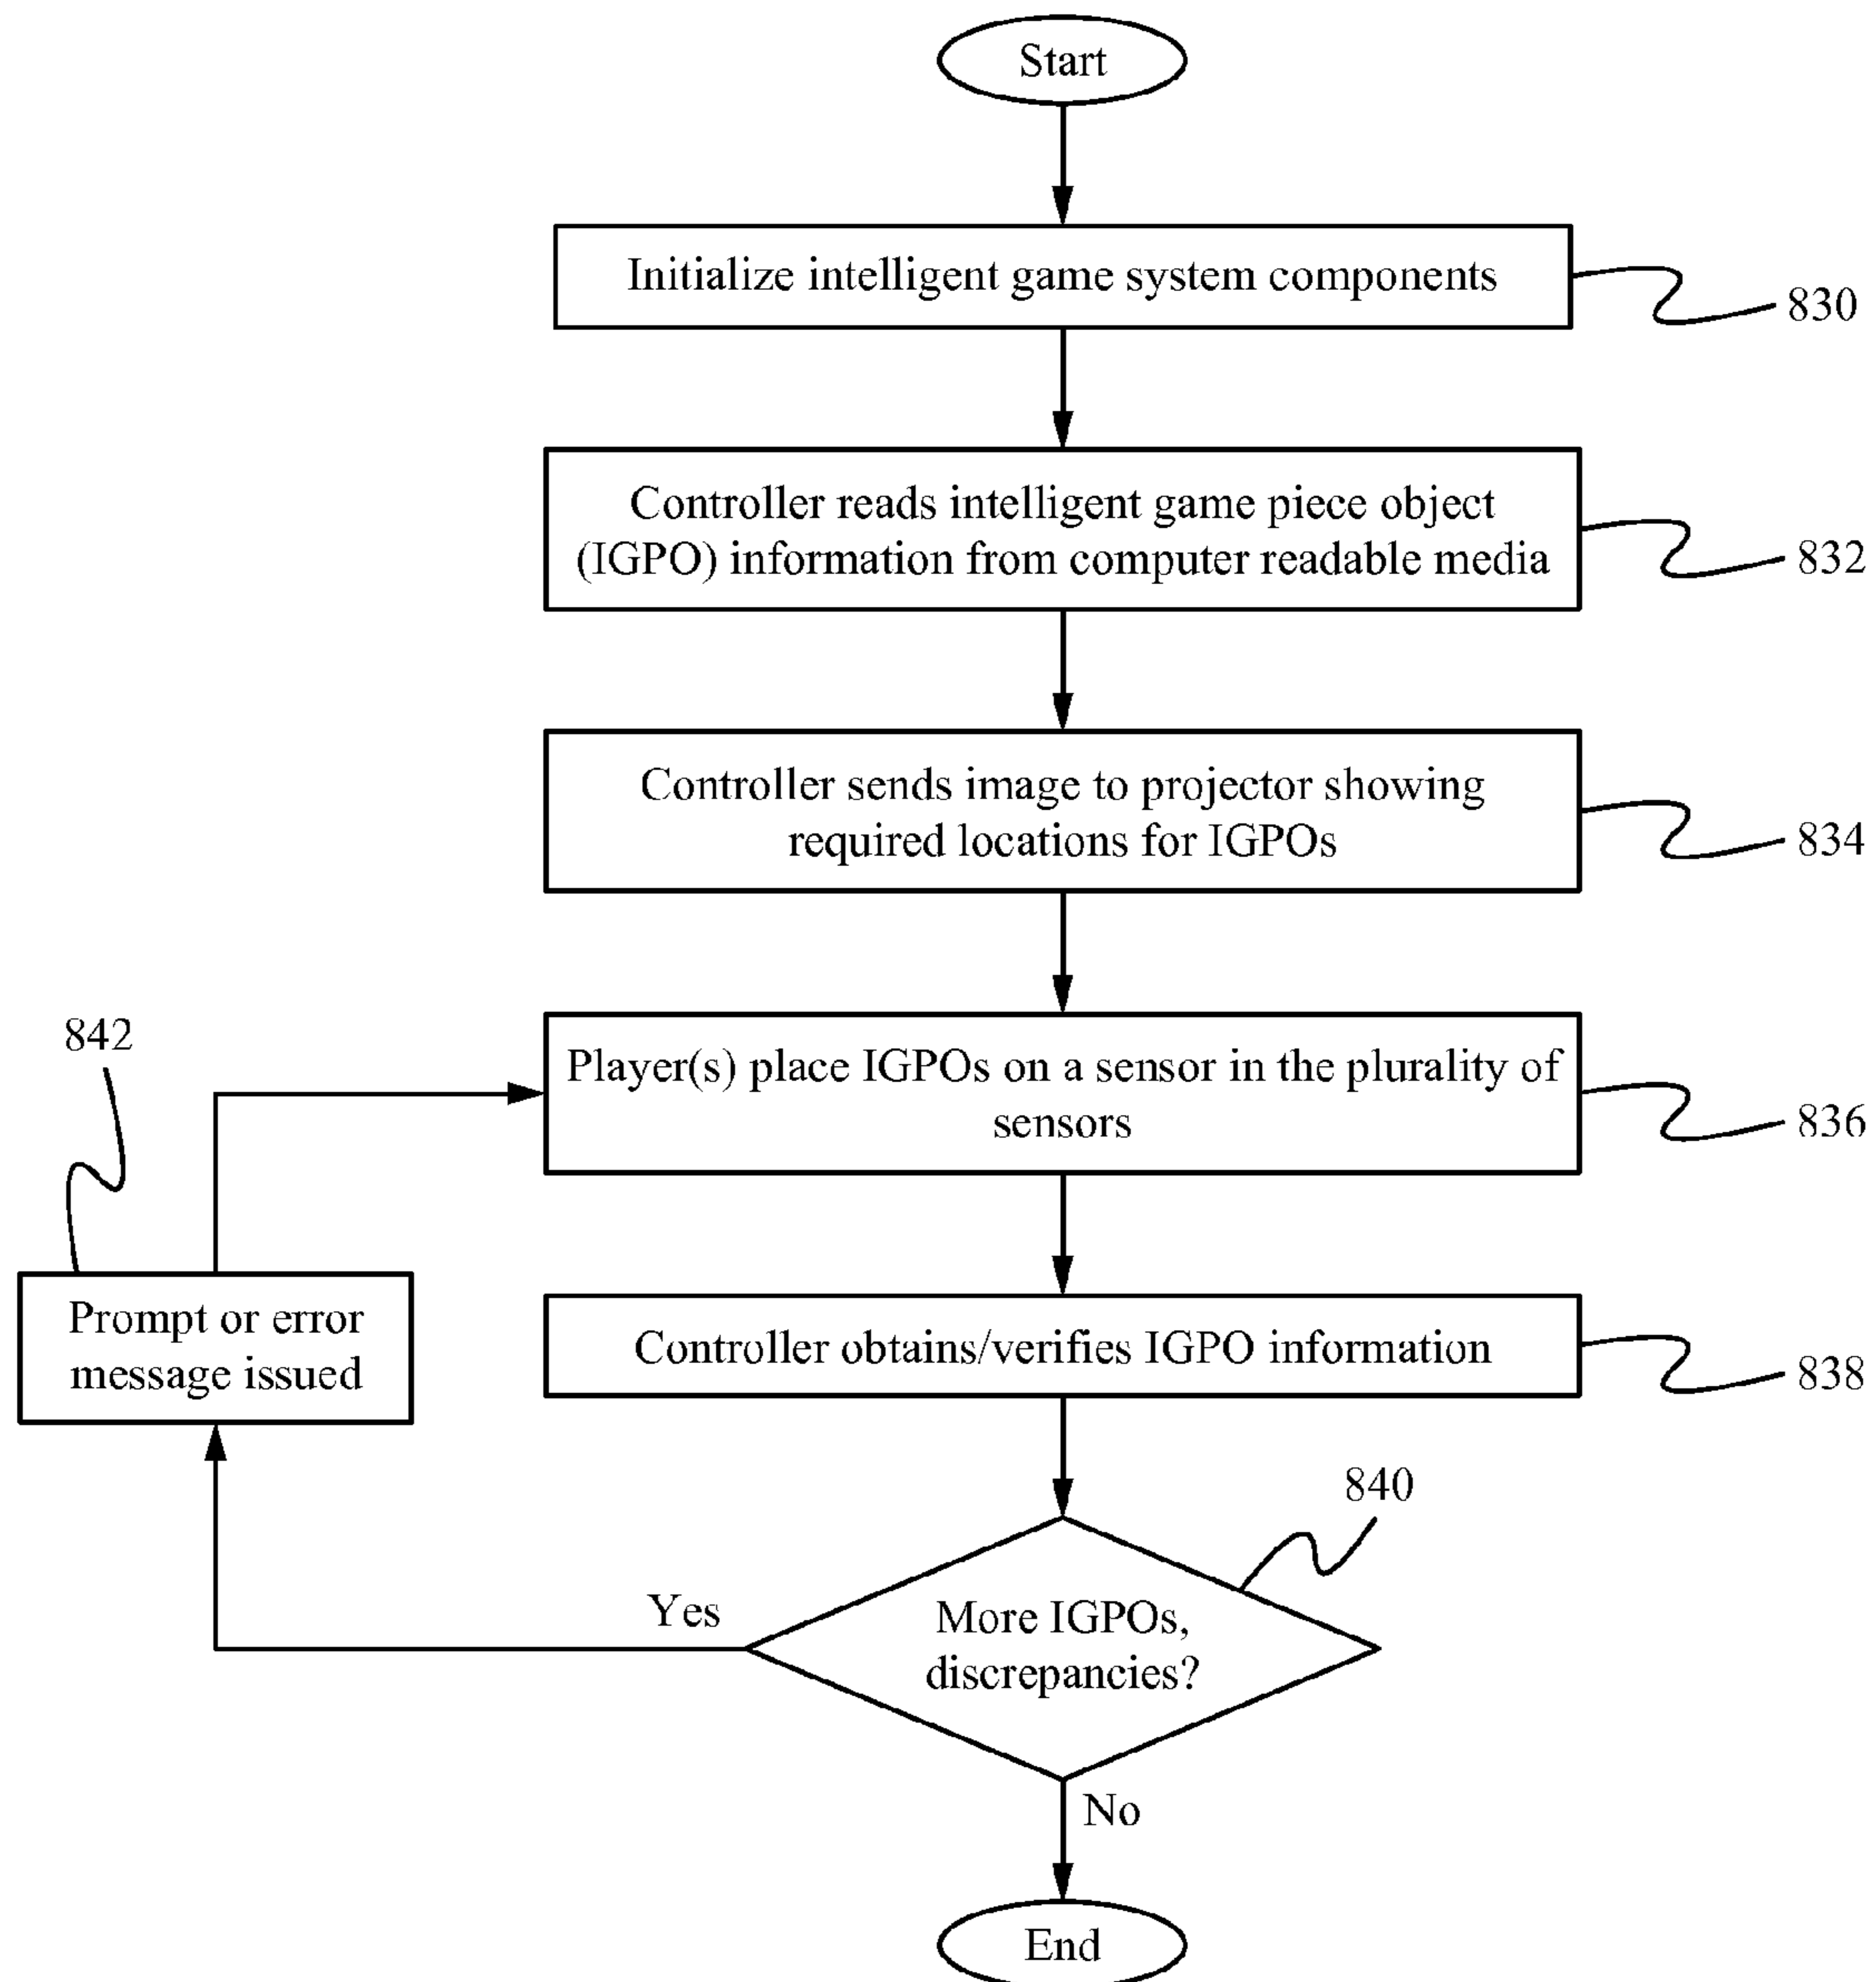 Start
Initialize intelligent game system components
830
Controller reads intelligent game piece object
(IGPO) information from computer readable media
832
Controller sends image to projector showing
required locations for IGPOs
834
842
Player(s) place IGPOs on a sensor in the plurality of
sensors
836
Prompt or error
message issued
Controller obtains/verifies IGPO information
838
840
Yes
More IGPOs,
discrepancies?
No
End